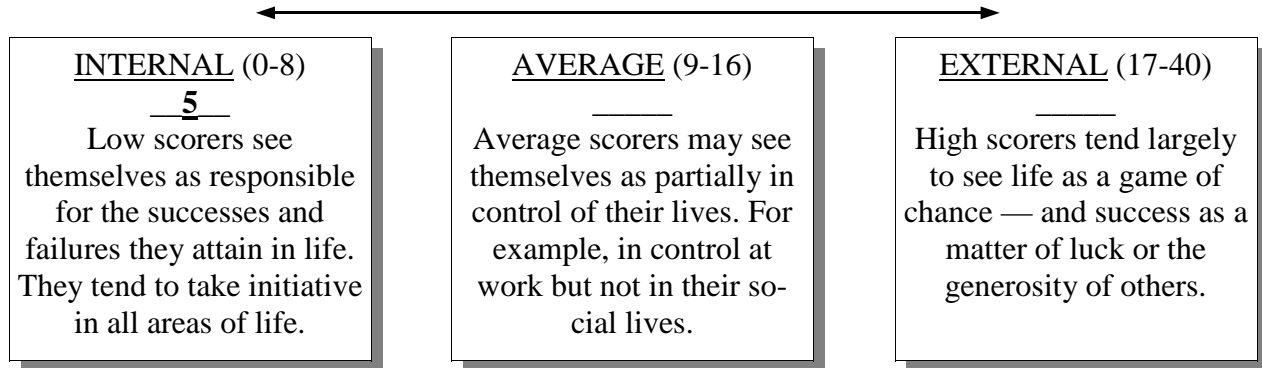 INTERNAL (0-8)
__5__
Low scorers see
themselves as responsible
for the successes and
failures they attain in life.
They tend to take initiative
in all areas of life.
AVERAGE (9-16)
_____
Average scorers may see
themselves as partially in
control of their lives. For
example, in control at
work but not in their so-
cial lives.
EXTERNAL (17-40)
_____
High scorers tend largely
to see life as a game of
chance — and success as a
matter of luck or the
generosity of others.